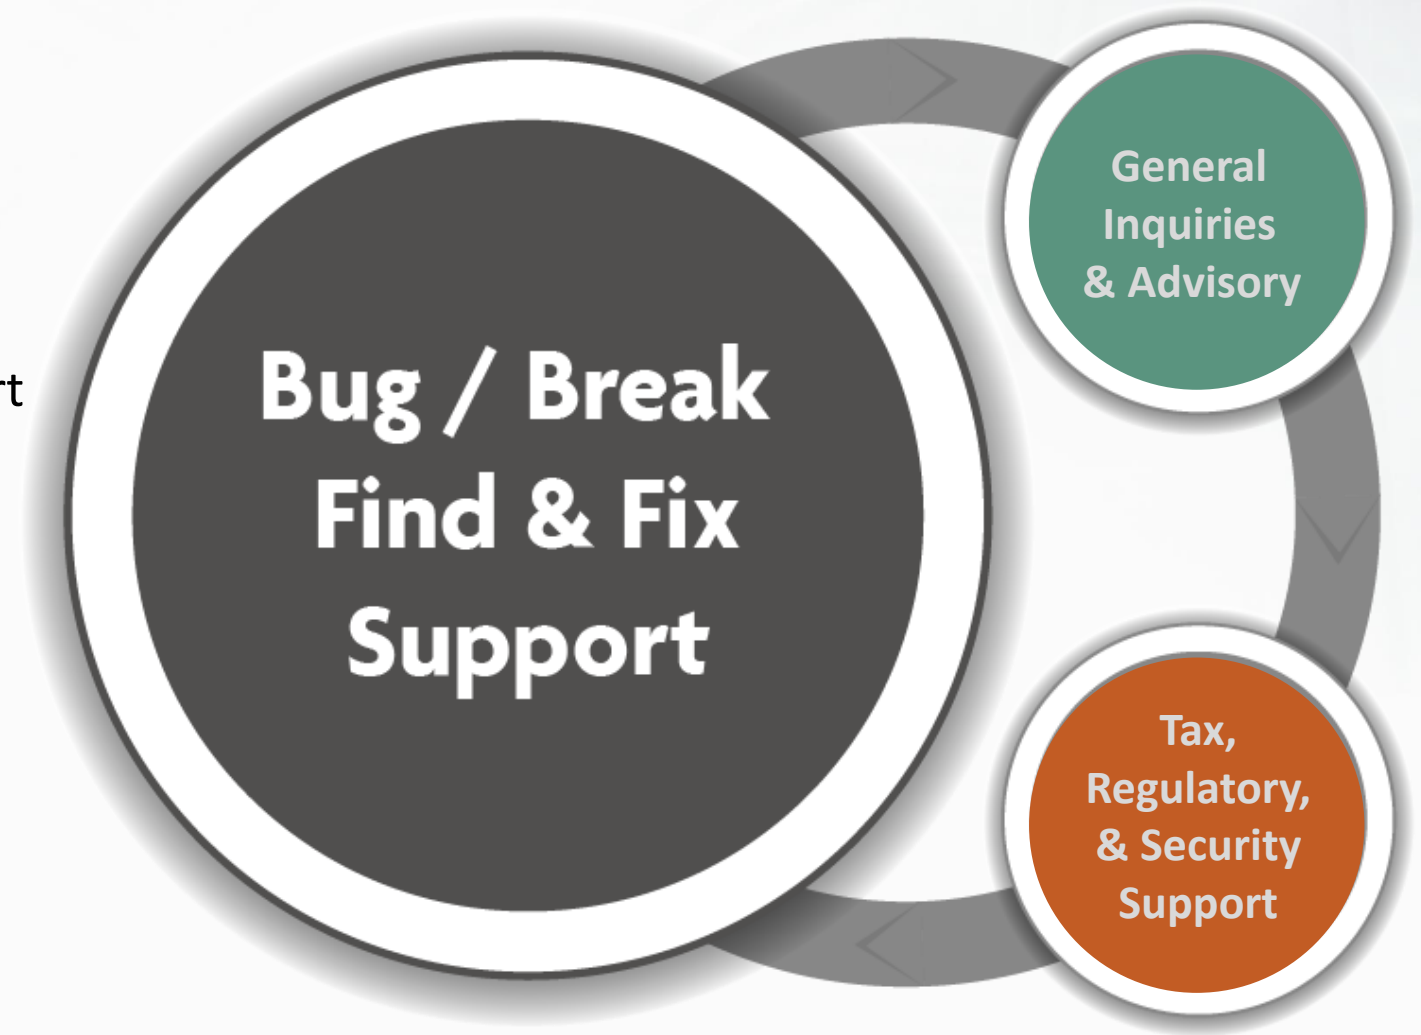 Bug / Break
Find & Fix
Support
General
Inquiries
& Advisory
Tax,
Regulatory,
& Security
Support